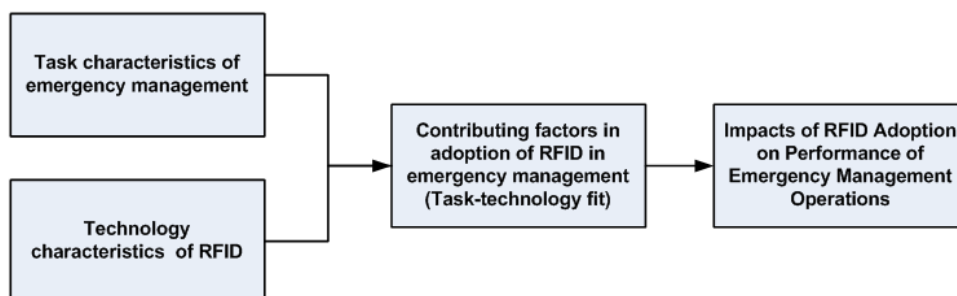 Task characteristics of
emergency management
Technology
characteristics of RFID
Contributing factors in
adoption of RFID in
emergency management
(Task-technology fit)
Impacts of RFID Adoption
on Performance of
Emergency Management
Operations